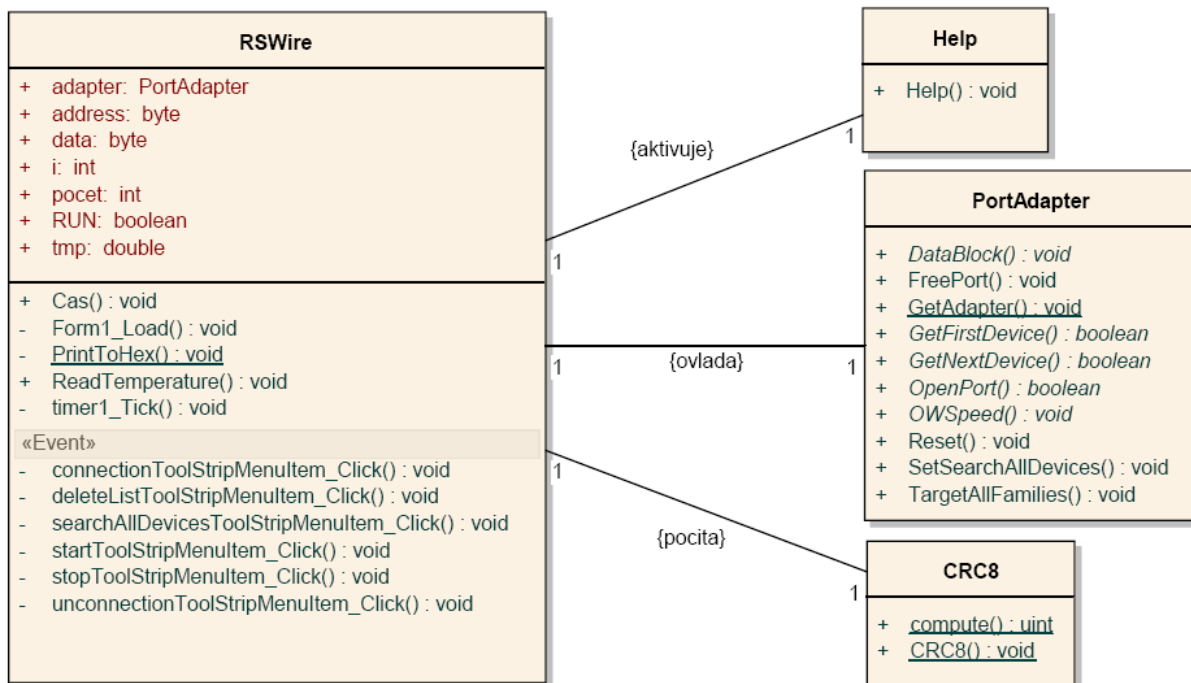 RSWire
+ adapter: PortAdapter
+ address: byte
+ data: byte
+ i: int
+ pocet: int
+ RUN: boolean
+ tmp: double
+ Cas() : void
- Form1_Load() : void
- PrintToHex() : void
+ ReadTemperature() : void
- timer1_Tick() : void
«Event»
- connectionToolStripMenuItem_Click() : void
- deleteListToolStripMenuItem_Click() : void
- searchAllDevicesToolStripMenuItem_Click() : void
- startToolStripMenuItem_Click() : void
- stopToolStripMenuItem_Click() : void
- unconnectionToolStripMenuItem_Click() : void
{aktivuje}
1
1
{ovlada}
1
1
{pocita}
1
1
Help
+ Help() : void
PortAdapter
+ DataBlock() : void
+ FreePort() : void
+ GetAdapter() : void
+ GetFirstDevice() : boolean
+ GetNextDevice() : boolean
+ OpenPort() : boolean
+ OWSpeed() : void
+ Reset() : void
+ SetSearchAllDevices() : void
+ TargetAllFamilies() : void
CRC8
+ compute() : uint
+ CRC8() : void